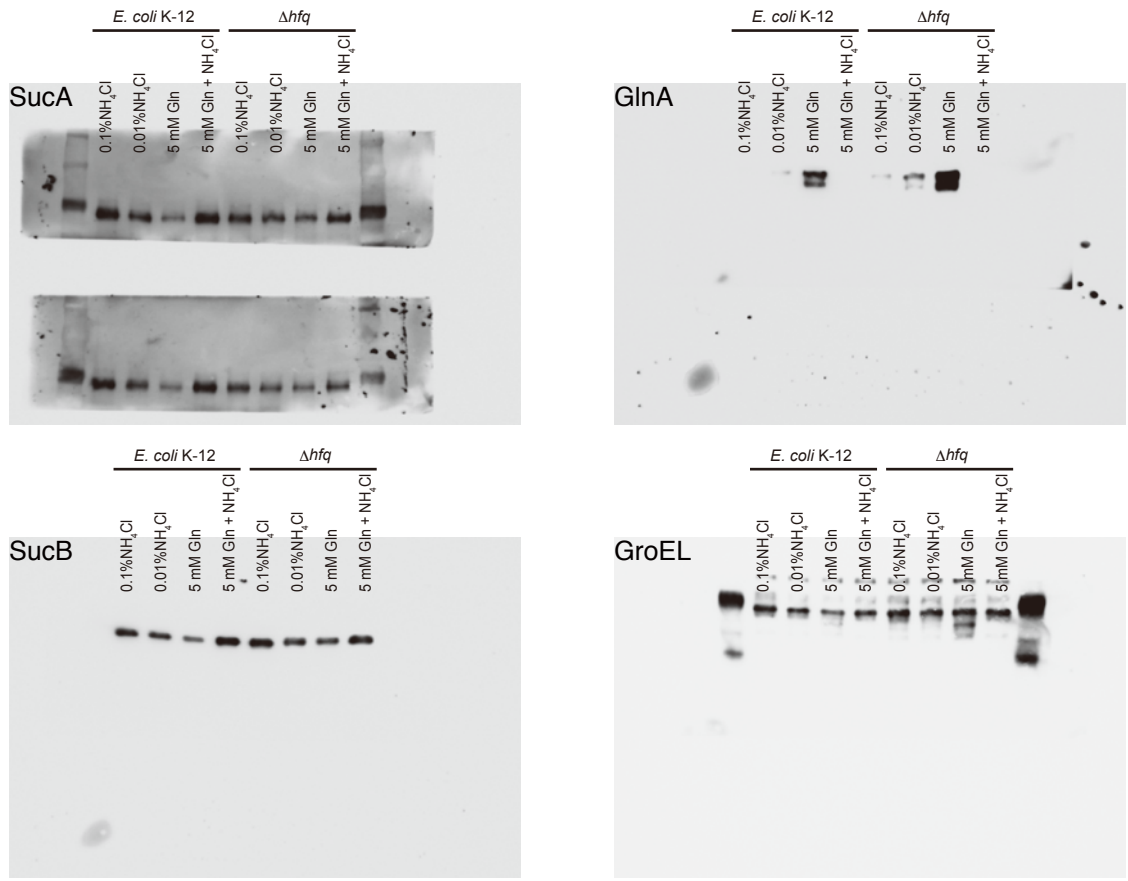 E. coli K-12 Δhfq
0.1%NH4Cl 0.01%NH4Cl 5 mM Gln 5 mM Gln + NH4Cl 0.1%NH4Cl 0.01%NH4Cl 5 mM Gln 5 mM Gln + NH4Cl
SucA
E. coli K-12 Δhfq
0.1%NH4Cl 0.01%NH4Cl 5 mM Gln 5 mM Gln + NH4Cl 0.1%NH4Cl 0.01%NH4Cl 5 mM Gln 5 mM Gln + NH4Cl
GlnA
E. coli K-12 Δhfq
0.1%NH4Cl 0.01%NH4Cl 5 mM Gln 5 mM Gln + NH4Cl 0.1%NH4Cl 0.01%NH4Cl 5 mM Gln 5 mM Gln + NH4Cl
SucB
E. coli K-12 Δhfq
0.1%NH4Cl 0.01%NH4Cl 5 mM Gln 5 mM Gln + NH4Cl 0.1%NH4Cl 0.01%NH4Cl 5 mM Gln 5 mM Gln + NH4Cl
GroEL